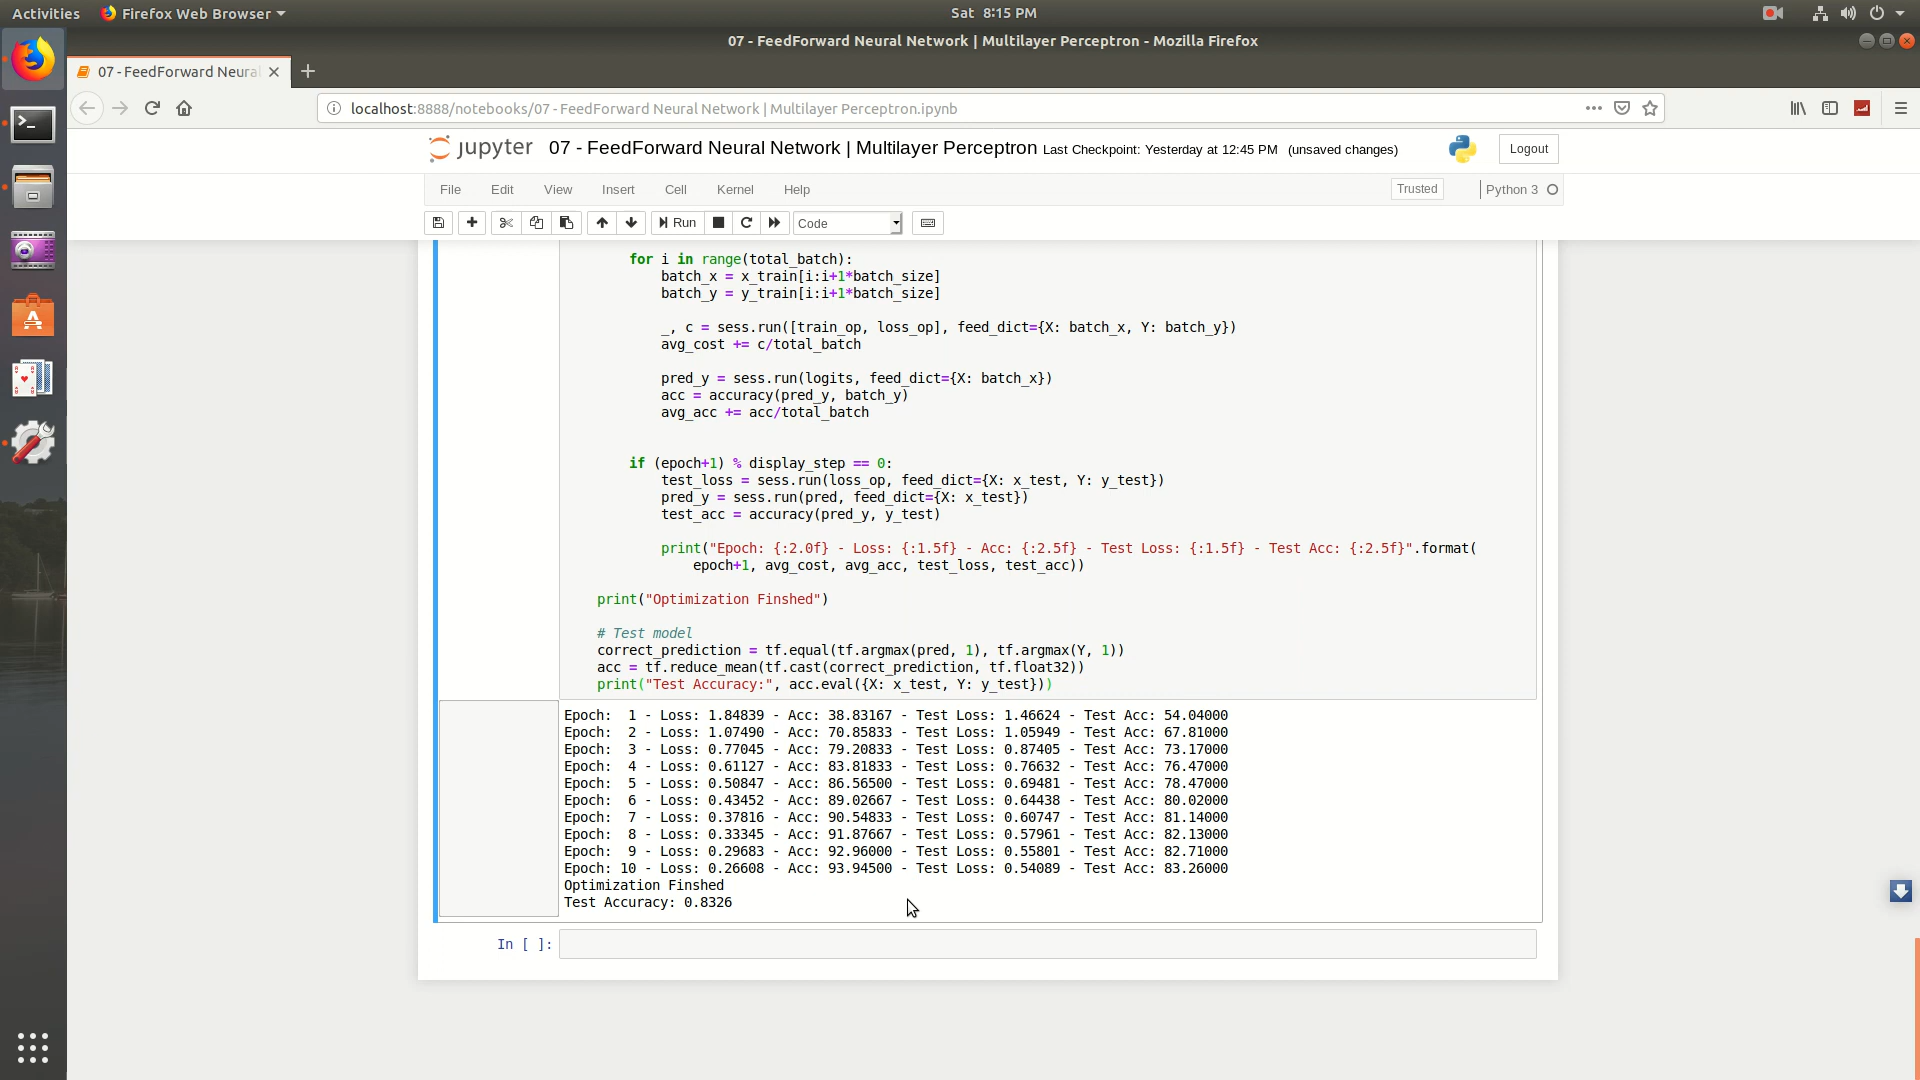 Activities
Firefox Web Browser
Sat 8:15 PM
07 - FeedForward Neural Network | Multilayer Perceptron - Mozilla Firefox
07 - FeedForward Neural
localhost:8888/notebooks/07 - FeedForward Neural Network | Multilayer Perceptron.ipynb
jupyter 07 - FeedForward Neural Network | Multilayer Perceptron Last Checkpoint: Yesterday at 12:45 PM (unsaved changes)
Logout
File Edit View Insert Cell Kernel Help
Trusted
Python 3
Run
Code
for i in range(total_batch):
batch_x = x_train[i:i+1*batch_size]
batch_y = y_train[i:i+1*batch_size]
_, c = sess.run([train_op, loss_op], feed_dict={X: batch_x, Y: batch_y})
avg_cost += c/total_batch
pred_y = sess.run(logits, feed_dict={X: batch_x})
acc = accuracy(pred_y, batch_y)
avg_acc += acc/total_batch
if (epoch+1) % display_step == 0:
test_loss = sess.run(loss_op, feed_dict={X: x_test, Y: y_test})
pred_y = sess.run(pred, feed_dict={X: x_test})
test_acc = accuracy(pred_y, y_test)
print("Epoch: {:2.0f} - Loss: {:1.5f} - Acc: {:2.5f} - Test Loss: {:1.5f} - Test Acc: {:2.5f}".format(
epoch+1, avg_cost, avg_acc, test_loss, test_acc))
print("Optimization Finshed")
# Test model
correct_prediction = tf.equal(tf.argmax(pred, 1), tf.argmax(Y, 1))
acc = tf.reduce_mean(tf.cast(correct_prediction, tf.float32))
print("Test Accuracy:", acc.eval({X: x_test, Y: y_test}))
Epoch:  1 - Loss: 1.84839 - Acc: 38.83167 - Test Loss: 1.46624 - Test Acc: 54.04000
Epoch:  2 - Loss: 1.07490 - Acc: 70.85833 - Test Loss: 1.05949 - Test Acc: 67.81000
Epoch:  3 - Loss: 0.77045 - Acc: 79.20833 - Test Loss: 0.87405 - Test Acc: 73.17000
Epoch:  4 - Loss: 0.61127 - Acc: 83.81833 - Test Loss: 0.76632 - Test Acc: 76.47000
Epoch:  5 - Loss: 0.50847 - Acc: 86.56500 - Test Loss: 0.69481 - Test Acc: 78.47000
Epoch:  6 - Loss: 0.43452 - Acc: 89.02667 - Test Loss: 0.64438 - Test Acc: 80.02000
Epoch:  7 - Loss: 0.37816 - Acc: 90.54833 - Test Loss: 0.60747 - Test Acc: 81.14000
Epoch:  8 - Loss: 0.33345 - Acc: 91.87667 - Test Loss: 0.57961 - Test Acc: 82.13000
Epoch:  9 - Loss: 0.29683 - Acc: 92.96000 - Test Loss: 0.55801 - Test Acc: 82.71000
Epoch: 10 - Loss: 0.26608 - Acc: 93.94500 - Test Loss: 0.54089 - Test Acc: 83.26000
Optimization Finshed
Test Accuracy: 0.8326
In [ ]: